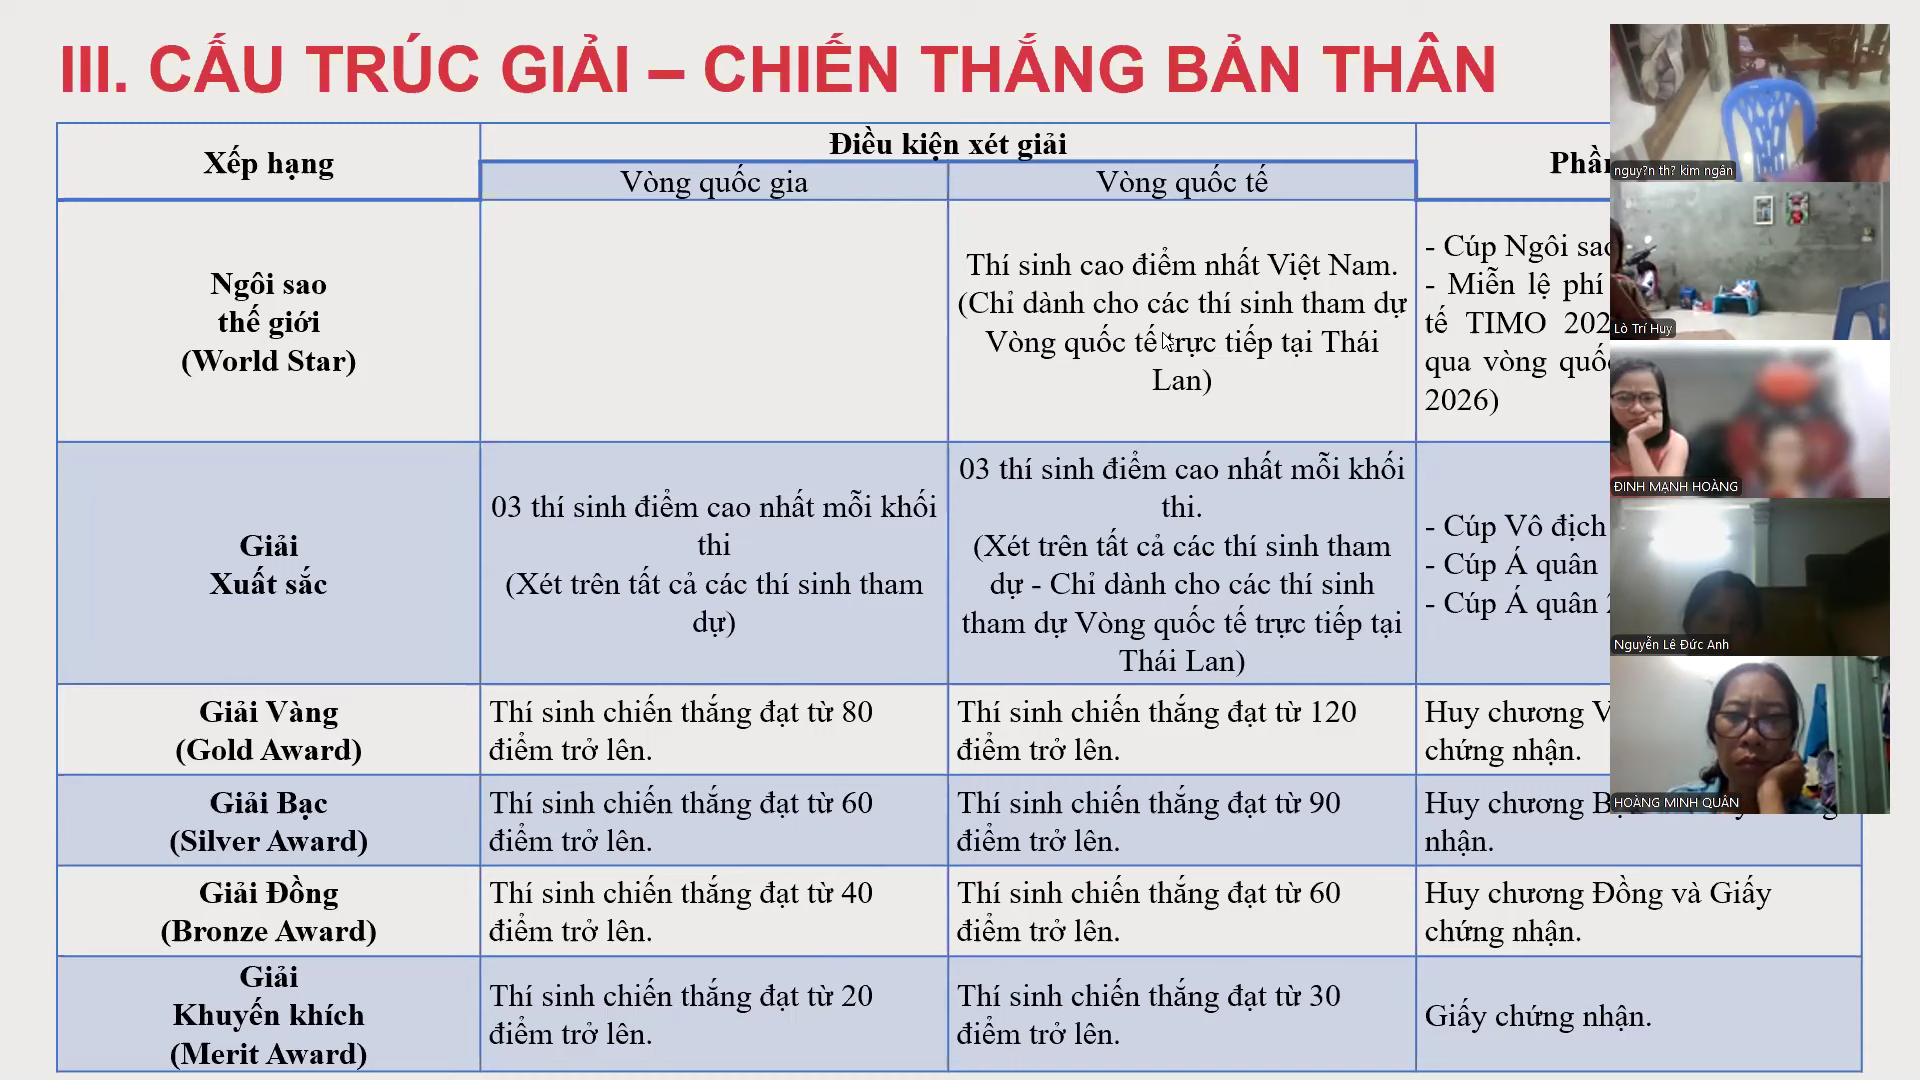 III. CẤU TRÚC GIẢI – CHIẾN THẮNG BẢN THÂN
Xếp hạng
Điều kiện xét giải
Vòng quốc gia
Vòng quốc tế
Phần
Ngôi sao
thế giới
(World Star)
Thí sinh cao điểm nhất Việt Nam.
(Chỉ dành cho các thí sinh tham dự
Vòng quốc tế trực tiếp tại Thái
Lan)
- Cúp Ngôi sao
- Miễn lệ phí
tế TIMO 202
qua vòng quốc
2026)
Giải
Xuất sắc
03 thí sinh điểm cao nhất mỗi khối
thi
(Xét trên tất cả các thí sinh tham
dự)
03 thí sinh điểm cao nhất mỗi khối
thi.
(Xét trên tất cả các thí sinh tham
dự - Chỉ dành cho các thí sinh
tham dự Vòng quốc tế trực tiếp tại
Thái Lan)
- Cúp Vô địch
- Cúp Á quân
- Cúp Á quân
Giải Vàng
(Gold Award)
Thí sinh chiến thắng đạt từ 80
điểm trở lên.
Thí sinh chiến thắng đạt từ 120
điểm trở lên.
Huy chương V
chứng nhận.
Giải Bạc
(Silver Award)
Thí sinh chiến thắng đạt từ 60
điểm trở lên.
Thí sinh chiến thắng đạt từ 90
điểm trở lên.
Huy chương
nhận.
Giải Đồng
(Bronze Award)
Thí sinh chiến thắng đạt từ 40
điểm trở lên.
Thí sinh chiến thắng đạt từ 60
điểm trở lên.
Huy chương Đồng và Giấy
chứng nhận.
Giải
Khuyến khích
(Merit Award)
Thí sinh chiến thắng đạt từ 20
điểm trở lên.
Thí sinh chiến thắng đạt từ 30
điểm trở lên.
Giấy chứng nhận.
nguy?n th? kim ngân
Lò Trí Huy
ĐINH MẠNH HOÀNG
Nguyễn Lê Đức Anh
HOÀNG MINH QUÂN